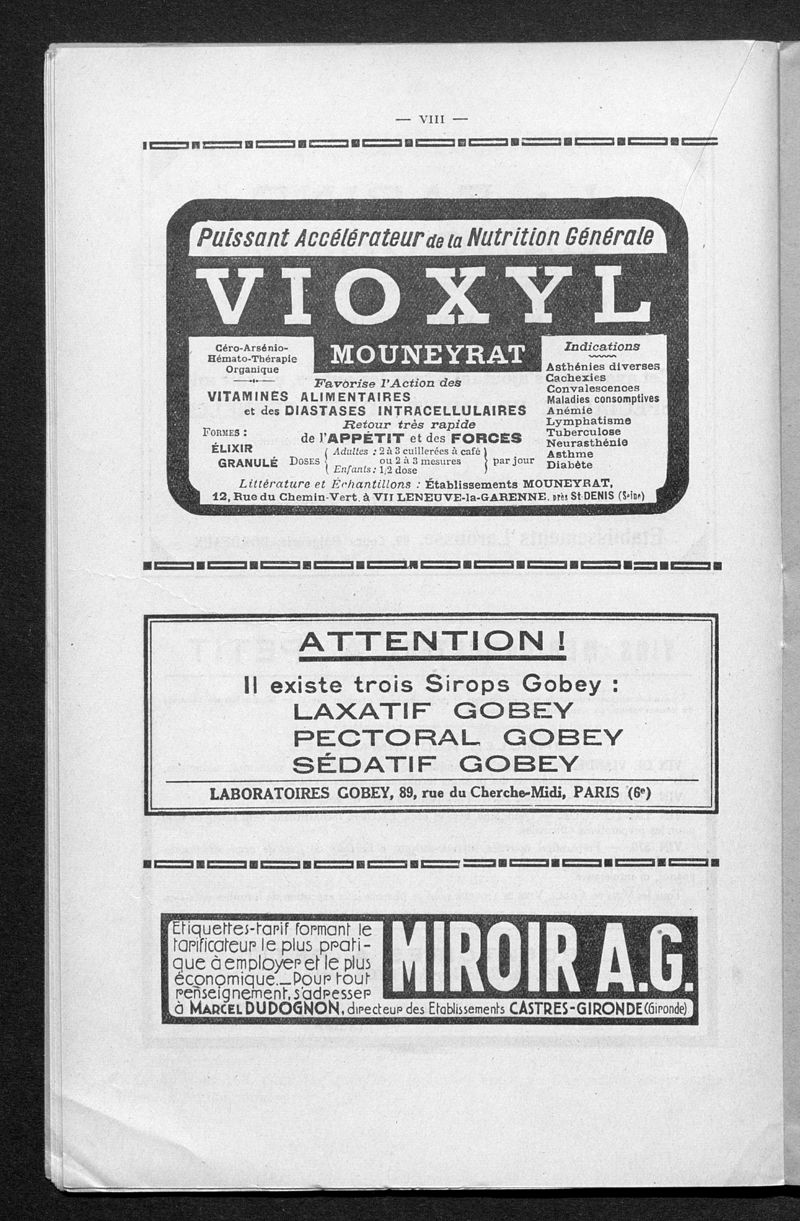 — VIII —
Puissant Accélérateur de la Nutrition Générale
VIOXYL
MOUNEYRAT
Céro-Arsénio-
Hémato-Thérapie
Organique
Favorise l'Action des
VITAMINES ALIMENTAIRES
et des DIASTASES INTRACELLULAIRES
Retour très rapide
de l'APPÉTIT et des FORCES
FORMES :
ÉLIXIR
GRANULÉ
DOSES
Adultes : 2 à 3 cuillerées à café
ou 2 à 3 mesures
Enfants : 1/2 dose
par jour
Indications
Asthénies diverses
Cachexies
Convalescences
Maladies consomptives
Anémie
Lymphatisme
Tuberculose
Neurasthénie
Asthme
Diabète
Littérature et Échantillons : Établissements MOUNEYRAT,
12, Rue du Chemin-Vert, à VILLENEUVE-la-GARENNE, près St-DENIS (Seine)
ATTENTION !
Il existe trois Sirops Gobey :
LAXATIF GOBEY
PECTORAL GOBEY
SÉDATIF GOBEY
LABORATOIRES GOBEY, 89, rue du Cherche-Midi, PARIS (6e)
Etiquettes-tarif formant le
tarificateur le plus prati-
que à employer et le plus
économique._Pour tout
renseignement, s'adresser
à MARCEL DUDOGNON, directeur des Etablissements CASTRES-GIRONDE (Gironde)
MIROIR A.G.